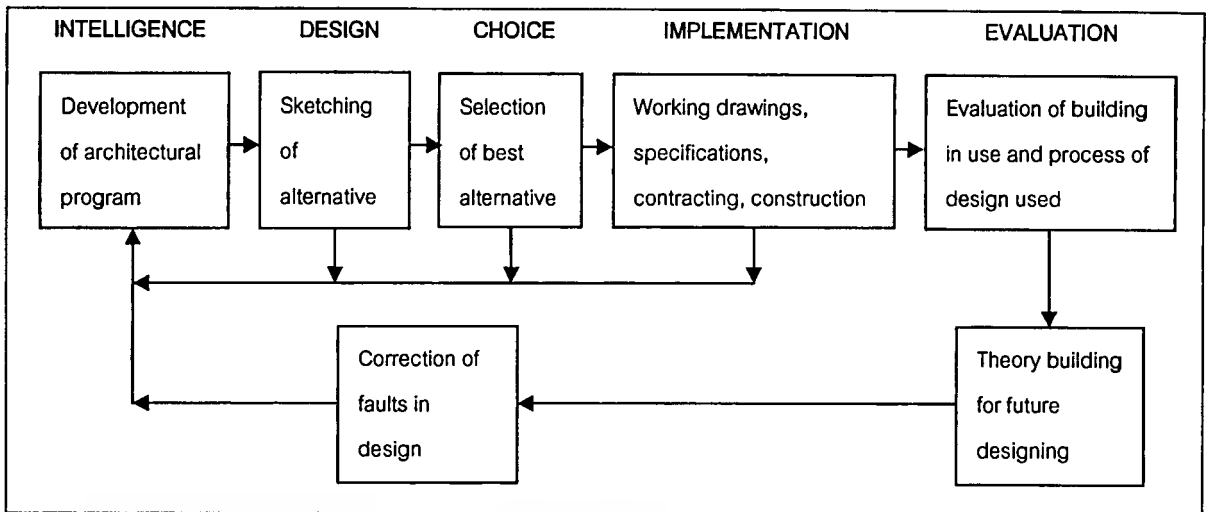 INTELLIGENCE DESIGN CHOICE IMPLEMENTATION EVALUATION
Development
of architectural
program
Sketching
of
alternative
Selection
of best
alternative
Working drawings,
specifications,
contracting, construction
Evaluation of building
in use and process of
design used
Correction of
faults in
design
Theory building
for future
designing